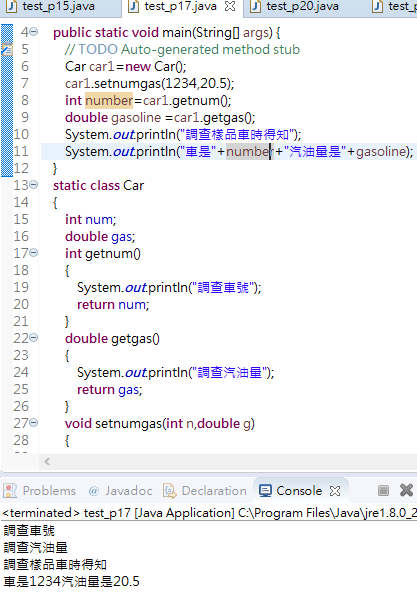 test_p15.java test_p17.java test_p20.java test_p
4 public static void main(String[] args) {
5 // TODO Auto-generated method stub
6 Car car1=new Car();
7 car1.setnumgas(1234,20.5);
8 int number=car1.getnum();
9 double gasoline =car1.getgas();
10 System.out.println("調查樣品車時得知");
11 System.out.println("車是"+number+"汽油量是"+gasoline);
12 }
13 static class Car
14 {
15 int num;
16 double gas;
17 int getnum()
18 {
19 System.out.println("調查車號");
20 return num;
21 }
22 double getgas()
23 {
24 System.out.println("調查汽油量");
25 return gas;
26 }
27 void setnumgas(int n,double g)
28 {
Problems @ Javadoc Declaration Console
<terminated> test_p17 [Java Application] C:\Program Files\Java\jre1.8.0_2
調查車號
調查汽油量
調查樣品車時得知
車是1234汽油量是20.5